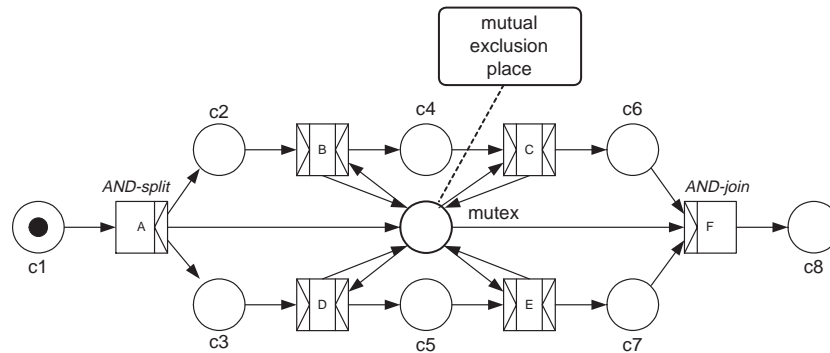 mutual
exclusion
place
c2
c4
c6
B
C
AND-split
AND-join
A
mutex
F
c1
c8
D
E
c3
c5
c7